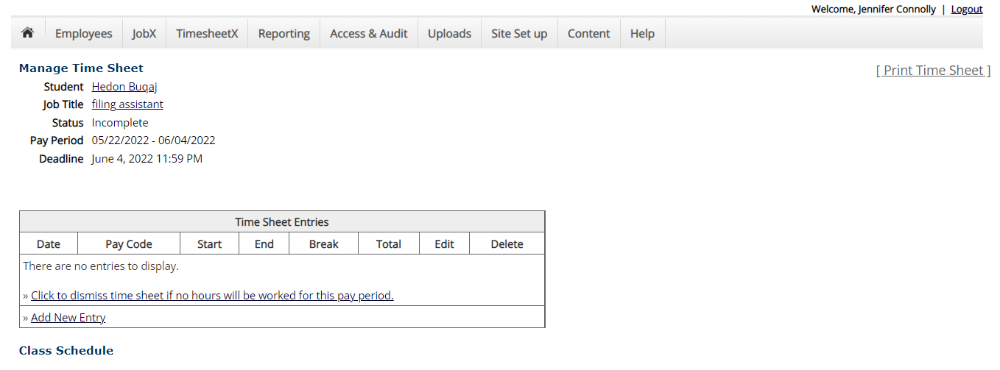 Welcome, Jennifer Connolly | Logout
Employees JobX TimesheetX Reporting Access & Audit Uploads Site Set up Content Help
Manage Time Sheet
[ Print Time Sheet ]
Student Hedon Buqaj
Job Title filing assistant
Status Incomplete
Pay Period 05/22/2022 - 06/04/2022
Deadline June 4, 2022 11:59 PM
Time Sheet Entries
Date Pay Code Start End Break Total Edit Delete
There are no entries to display.
» Click to dismiss time sheet if no hours will be worked for this pay period.
» Add New Entry
Class Schedule